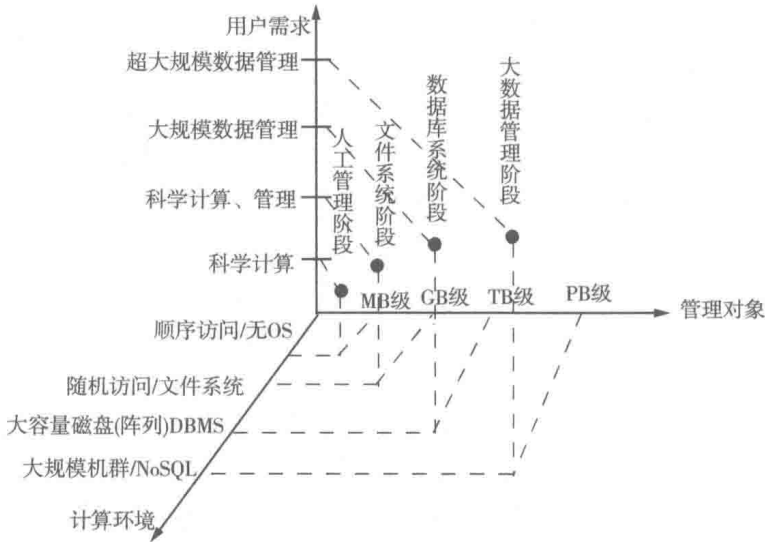 用户需求
超大规模数据管理
大规模数据管理
科学计算、管理
科学计算
人工管理阶段
文件系统阶段
数据库系统阶段
大数据管理阶段
MB级
GB级
TB级
PB级
管理对象
顺序访问/无OS
随机访问/文件系统
大容量磁盘(阵列)DBMS
大规模机群/NoSQL
计算环境